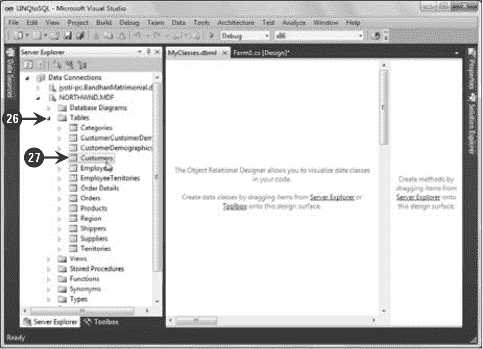 LINQtoSQL - Microsoft Visual Studio
File Edit View Project Build Debug Team Data Tools Architecture Test Analyze Window Help
Debug x86
Server Explorer
MyClasses.dbml Form1.cs [Design]*
Data Sources
Data Connections
jyoti-pc.BandhanMatrimonial.d
NORTHWND.MDF
Database Diagrams
26
Tables
Categories
CustomerCustomerDem
CustomerDemographics
27
Customers
Employe
EmployeeTerritories
Order Details
Orders
Products
Region
Shippers
Suppliers
Territories
Views
Stored Procedures
Functions
Synonyms
Types
Server Explorer Toolbox
The Object Relational Designer allows you to visualize data classes
in your code.
Create data classes by dragging items from Server Explorer or
Toolbox onto this design surface.
Create methods by
dragging items from
Server Explorer onto
this design surface.
Properties
Solution Explorer
Ready